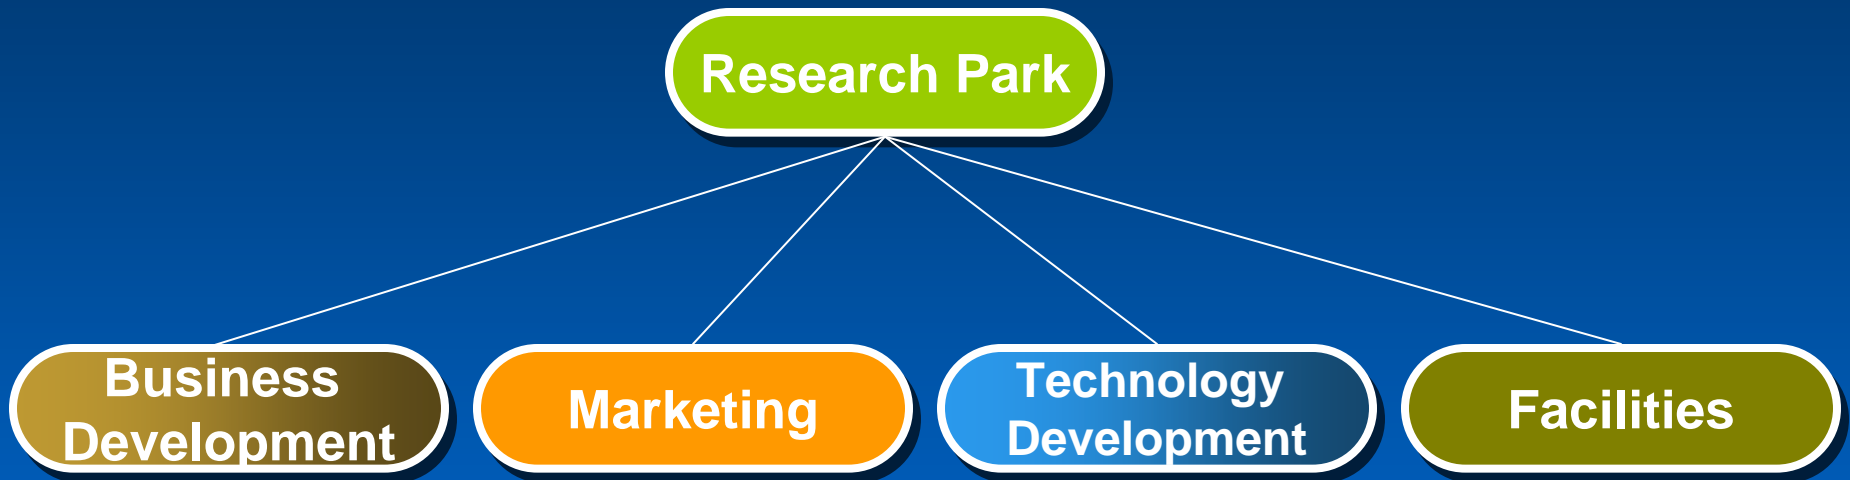 Research Park
Business
Development
Marketing
Technology
Development
Facilities